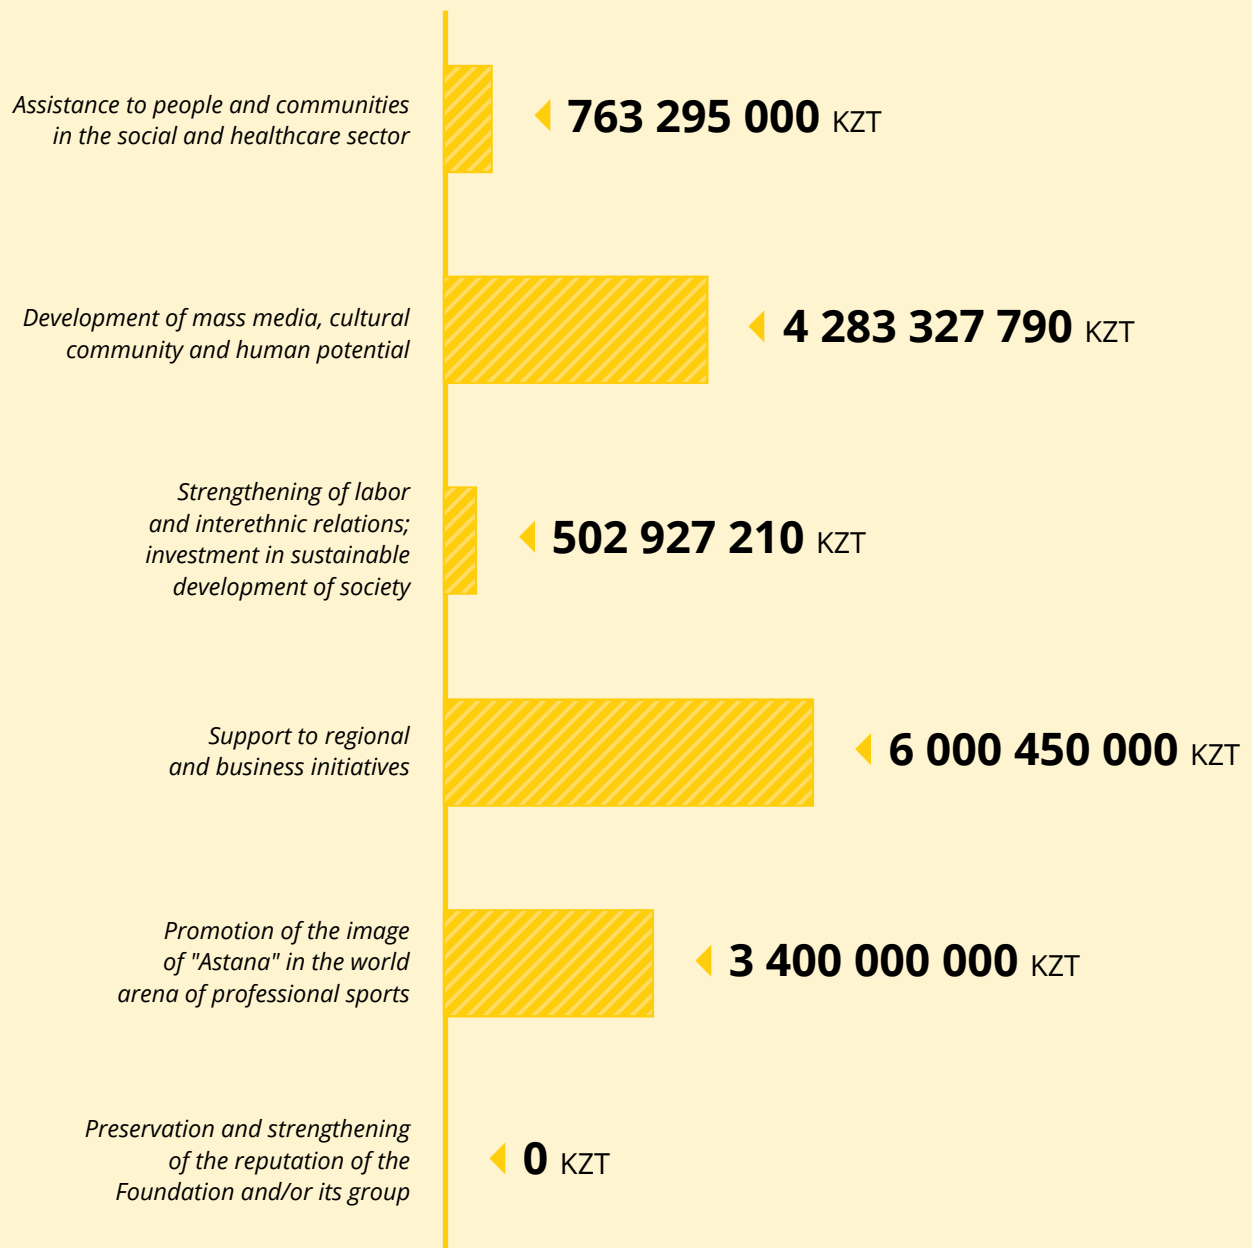 Assistance to people and communities
in the social and healthcare sector
763 295 000 KZT
Development of mass media, cultural
community and human potential
4 283 327 790 KZT
Strengthening of labor
and interethnic relations;
investment in sustainable
development of society
502 927 210 KZT
Support to regional
and business initiatives
6 000 450 000 KZT
Promotion of the image
of "Astana" in the world
arena of professional sports
3 400 000 000 KZT
Preservation and strengthening
of the reputation of the
Foundation and/or its group
0 KZT